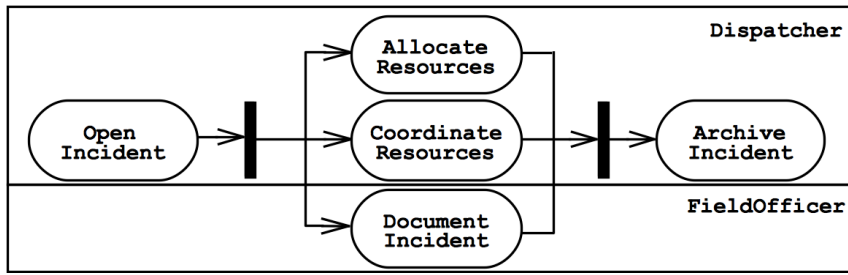 Allocate
Resources
Dispatcher
Open
Incident
Coordinate
Resources
Archive
Incident
Document
Incident
FieldOfficer